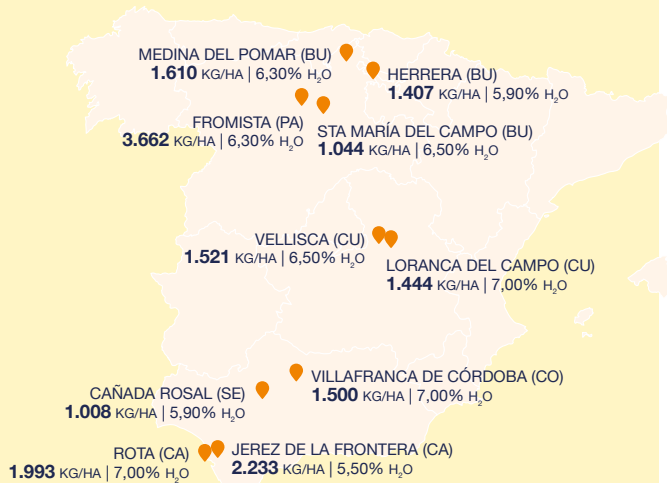 MEDINA DEL POMAR (BU)
1.610 KG/HA | 6,30% H₂O
HERRERA (BU)
1.407 KG/HA | 5,90% H₂O
FROMISTA (PA)
3.662 KG/HA | 6,30% H₂O
STA MARÍA DEL CAMPO (BU)
1.044 KG/HA | 6,50% H₂O
VELLISCA (CU)
1.521 KG/HA | 6,50% H₂O
LORANCA DEL CAMPO (CU)
1.444 KG/HA | 7,00% H₂O
VILLAFRANCA DE CÓRDOBA (CO)
1.500 KG/HA | 7,00% H₂O
CAÑADA ROSAL (SE)
1.008 KG/HA | 5,90% H₂O
JEREZ DE LA FRONTERA (CA)
2.233 KG/HA | 5,50% H₂O
ROTA (CA)
1.993 KG/HA | 7,00% H₂O